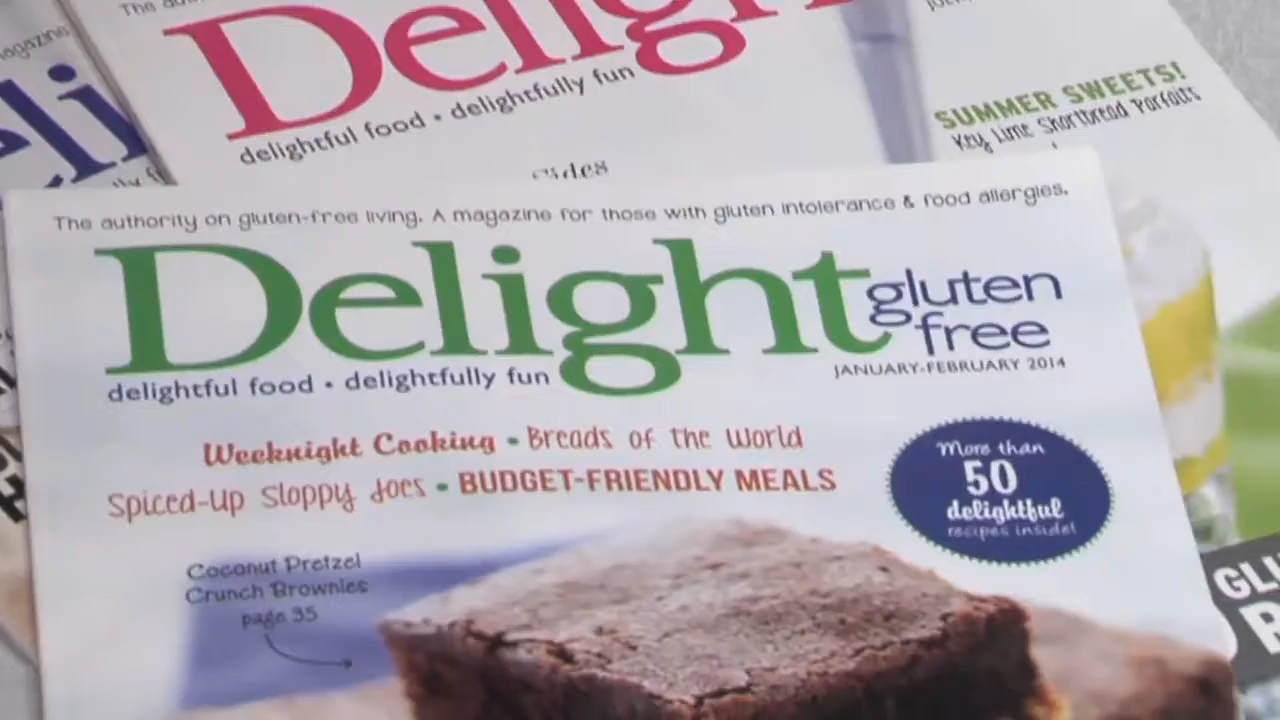 Delight
delightful food • delightfully fun
SUMMER SWEETS!
Key Lime Shortbread Parfaits
The authority on gluten-free living. A magazine for those with gluten intolerance & food allergies.
Delight gluten free
JANUARY-FEBRUARY 2014
delightful food • delightfully fun
Weeknight Cooking • Breads of the World
Spiced-Up Sloppy Joes • BUDGET-FRIENDLY MEALS
More than
50
delightful
recipes inside!
Coconut Pretzel
Crunch Brownies
page 35